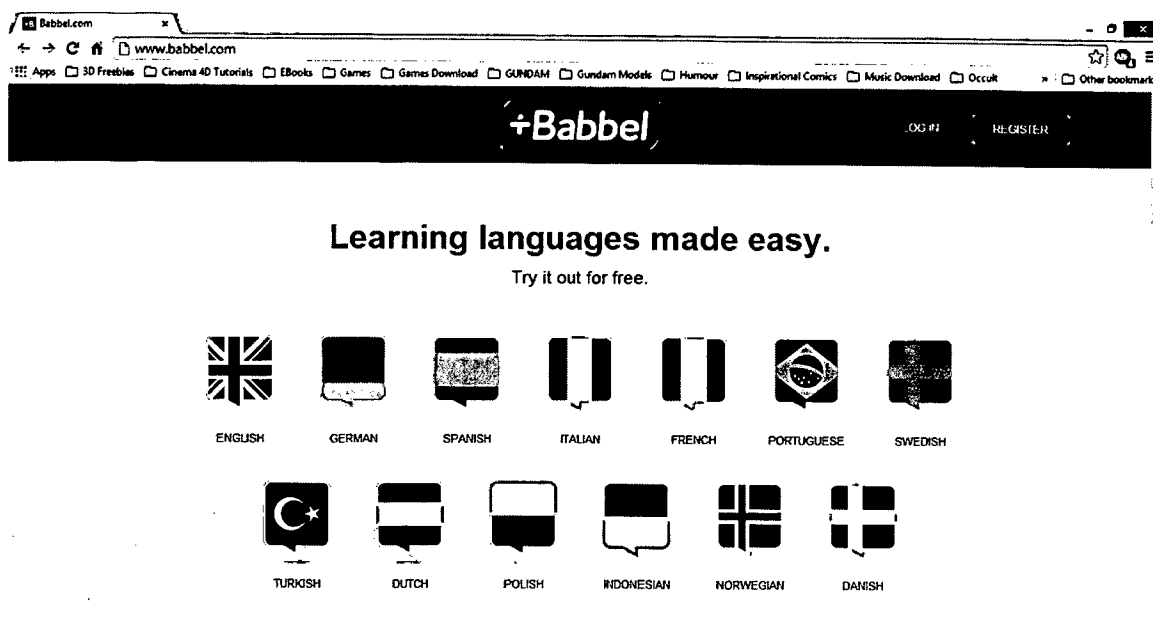 Babbel.com
www.babbel.com
Apps 3D Freebies Cinema 4D Tutorials EBooks Games Games Download GUNDAM Gundam Models Humour Inspirational Comics Music Download Occult » Other bookmark
+Babbel LOG IN REGISTER
Learning languages made easy.
Try it out for free.
ENGLISH GERMAN SPANISH ITALIAN FRENCH PORTUGUESE SWEDISH
TURKISH DUTCH POLISH INDONESIAN NORWEGIAN DANISH